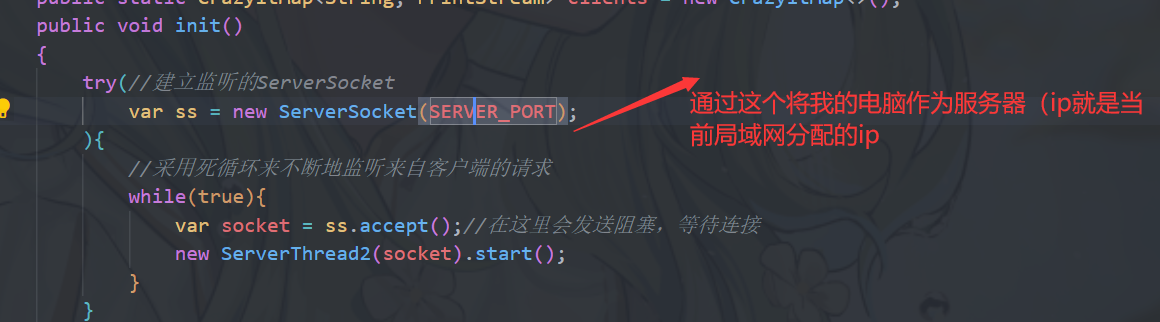 public static CrazyitMap<String, PrintStream> clients = new CrazyitMap<>();
public void init()
{
try(//建立监听的ServerSocket
var ss = new ServerSocket(SERVER_PORT);
通过这个将我的电脑作为服务器（ip就是当
前局域网分配的ip
){
//采用死循环来不断地监听来自客户端的请求
while(true){
var socket = ss.accept();//在这里会发送阻塞，等待连接
new ServerThread2(socket).start();
}
}